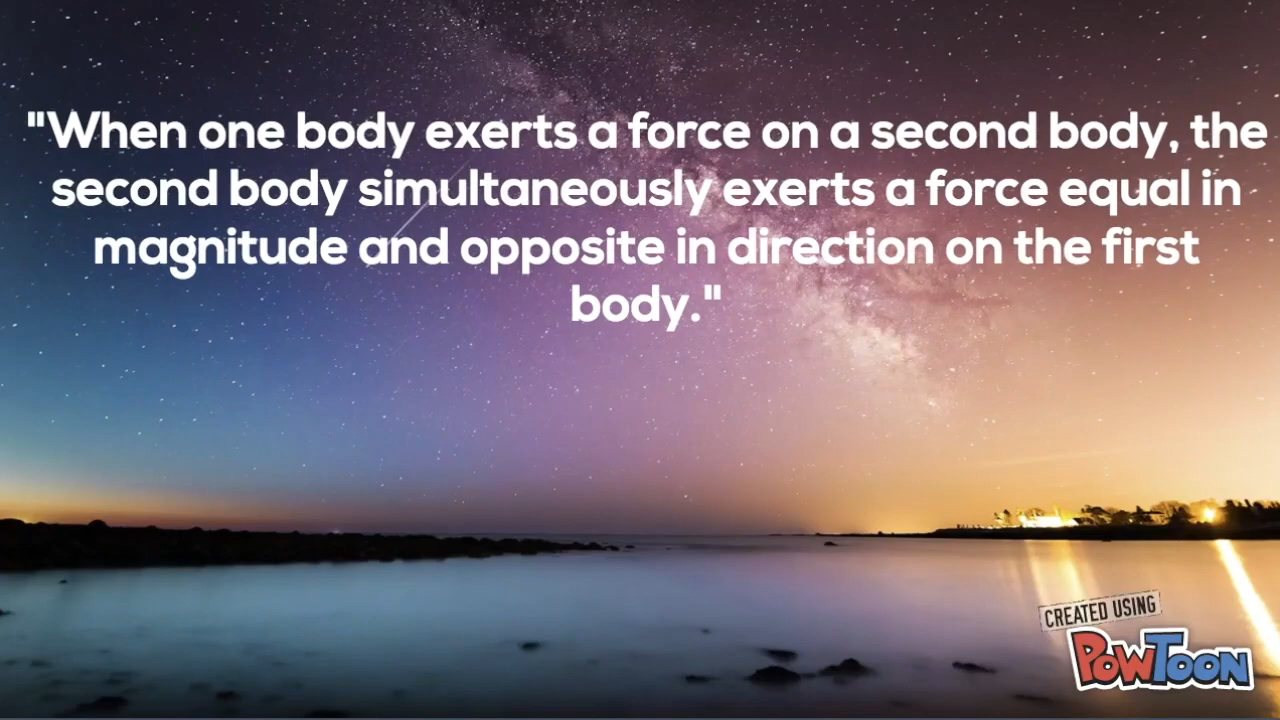 "When one body exerts a force on a second body, the
second body simultaneously exerts a force equal in
magnitude and opposite in direction on the first
body."
CREATED USING
POWTOON